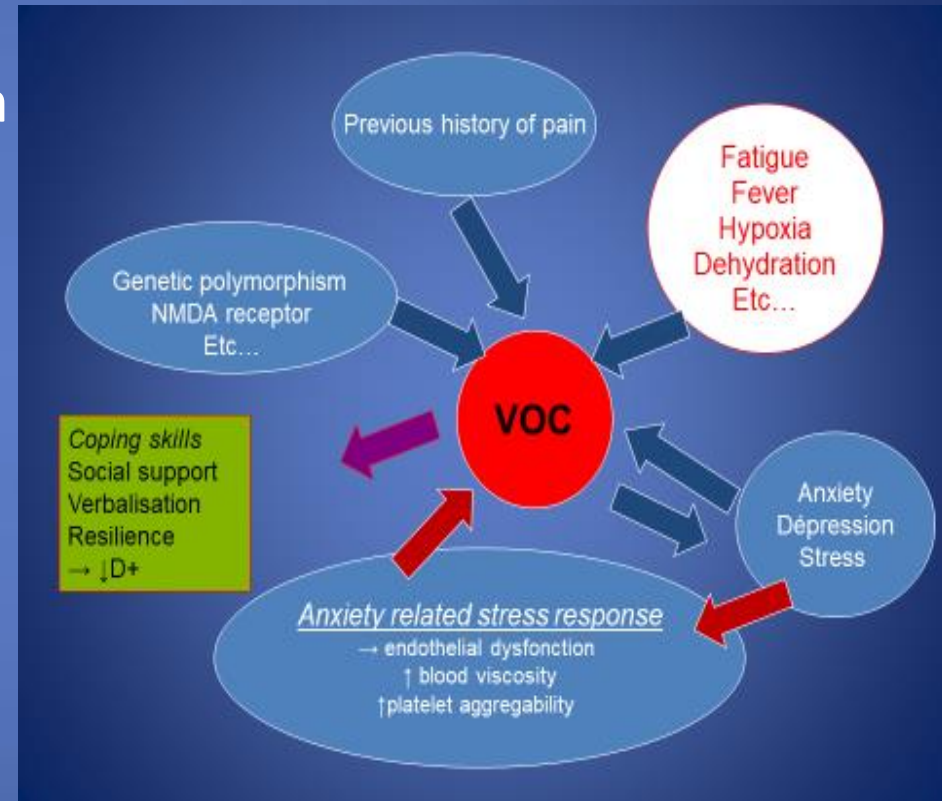 Previous history of pain
Fatigue
Fever
Hypoxia
Dehydration
Etc...
Genetic polymorphism
NMDA receptor
Etc...
VOC
Coping skills
Social support
Verbalisation
Resilience
→ ↓D+
Anxiety
Dépression
Stress
Anxiety related stress response
→ endothelial dysfonction
↑ blood viscosity
↑platelet aggregability